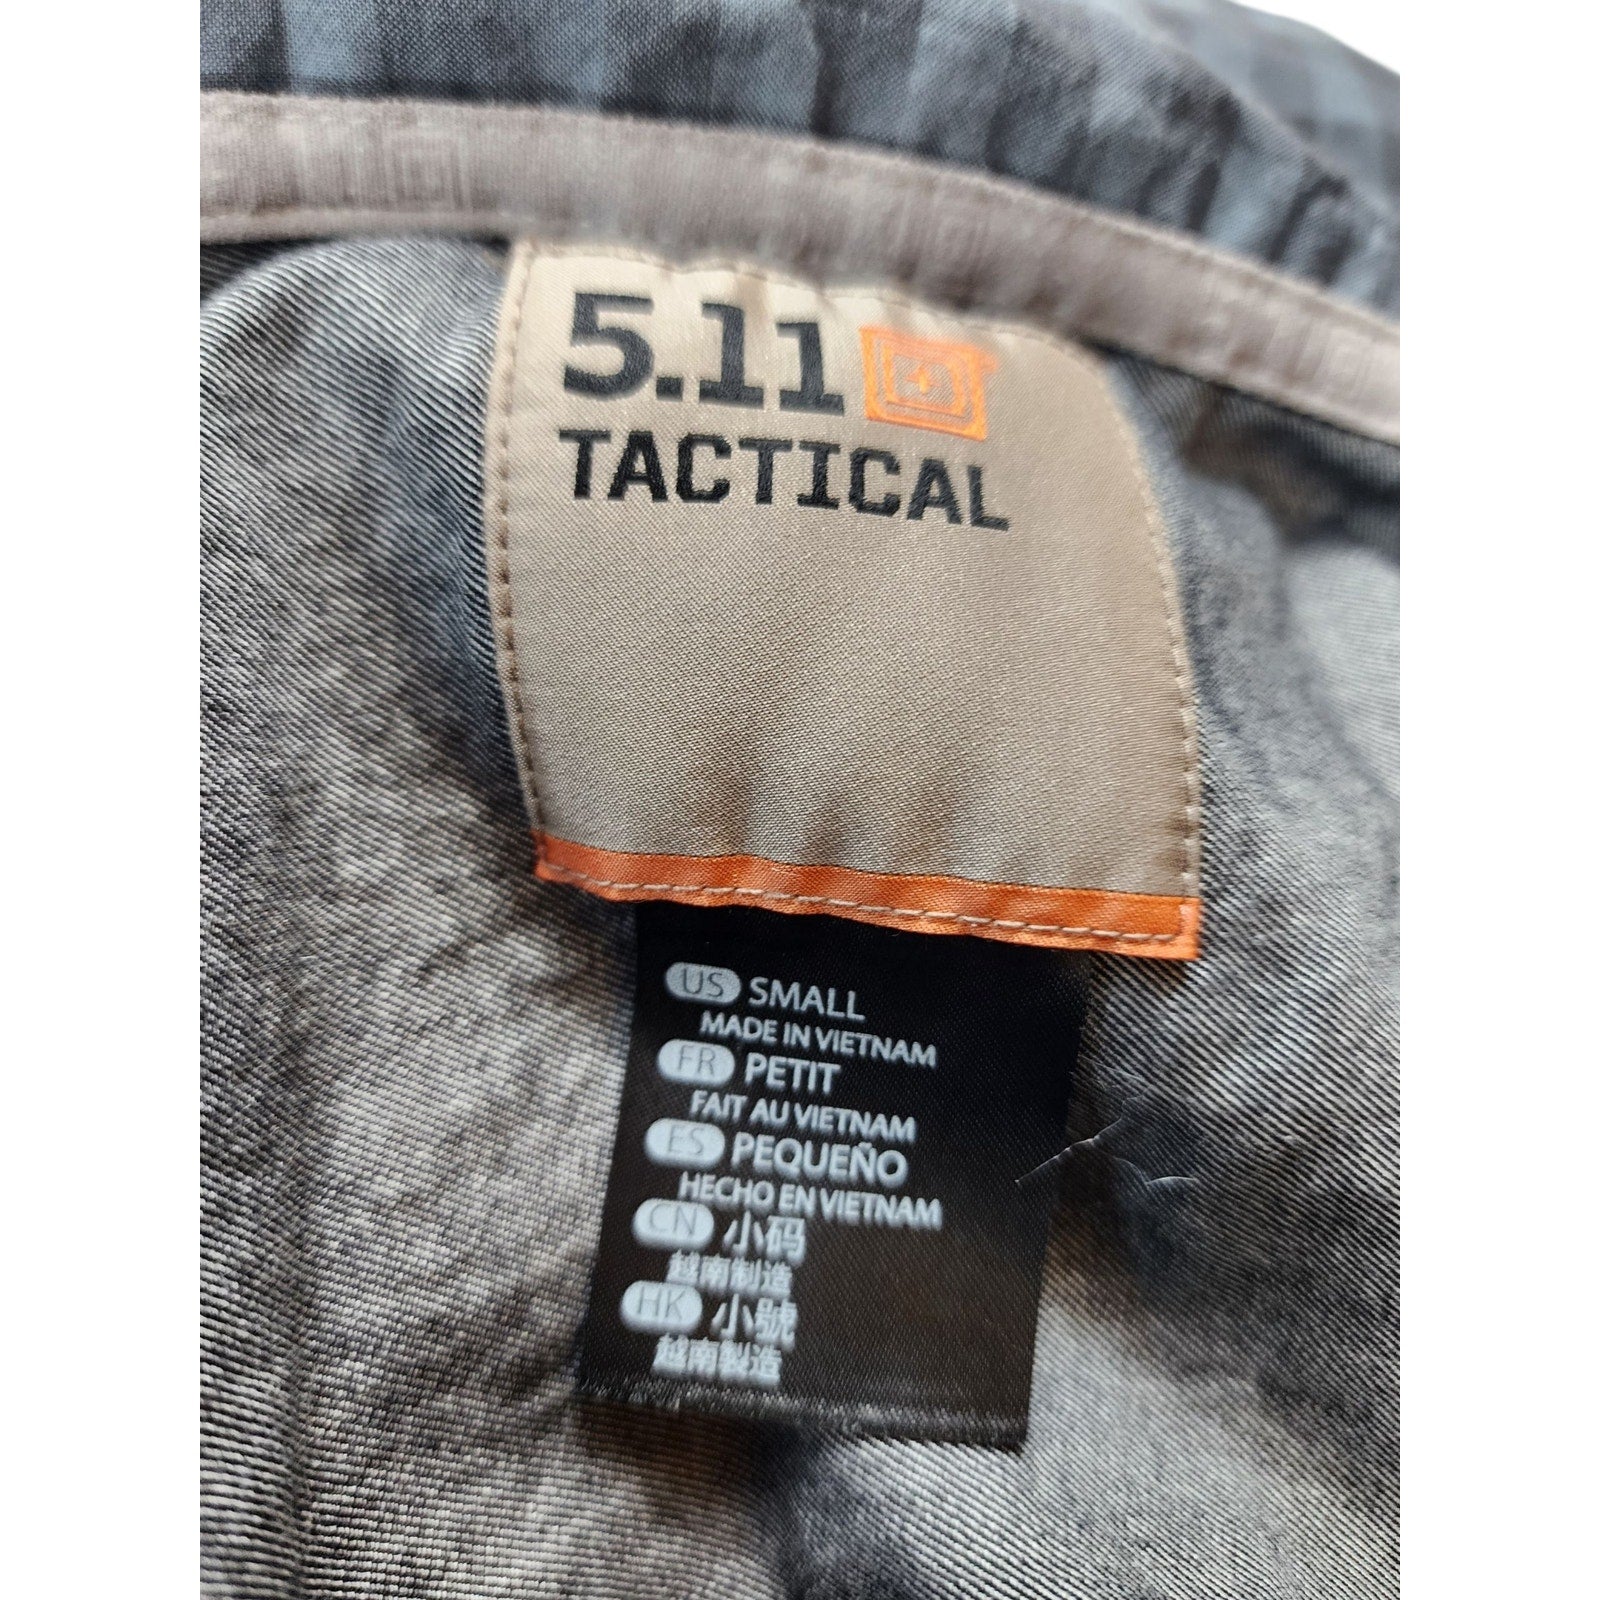 5.11
TACTICAL
US SMALL
MADE IN VIETNAM
FR PETIT
FAIT AU VIETNAM
ES PEQUEÑO
HECHO EN VIETNAM
CN 小码
越南制造
HK 小號
越南製造